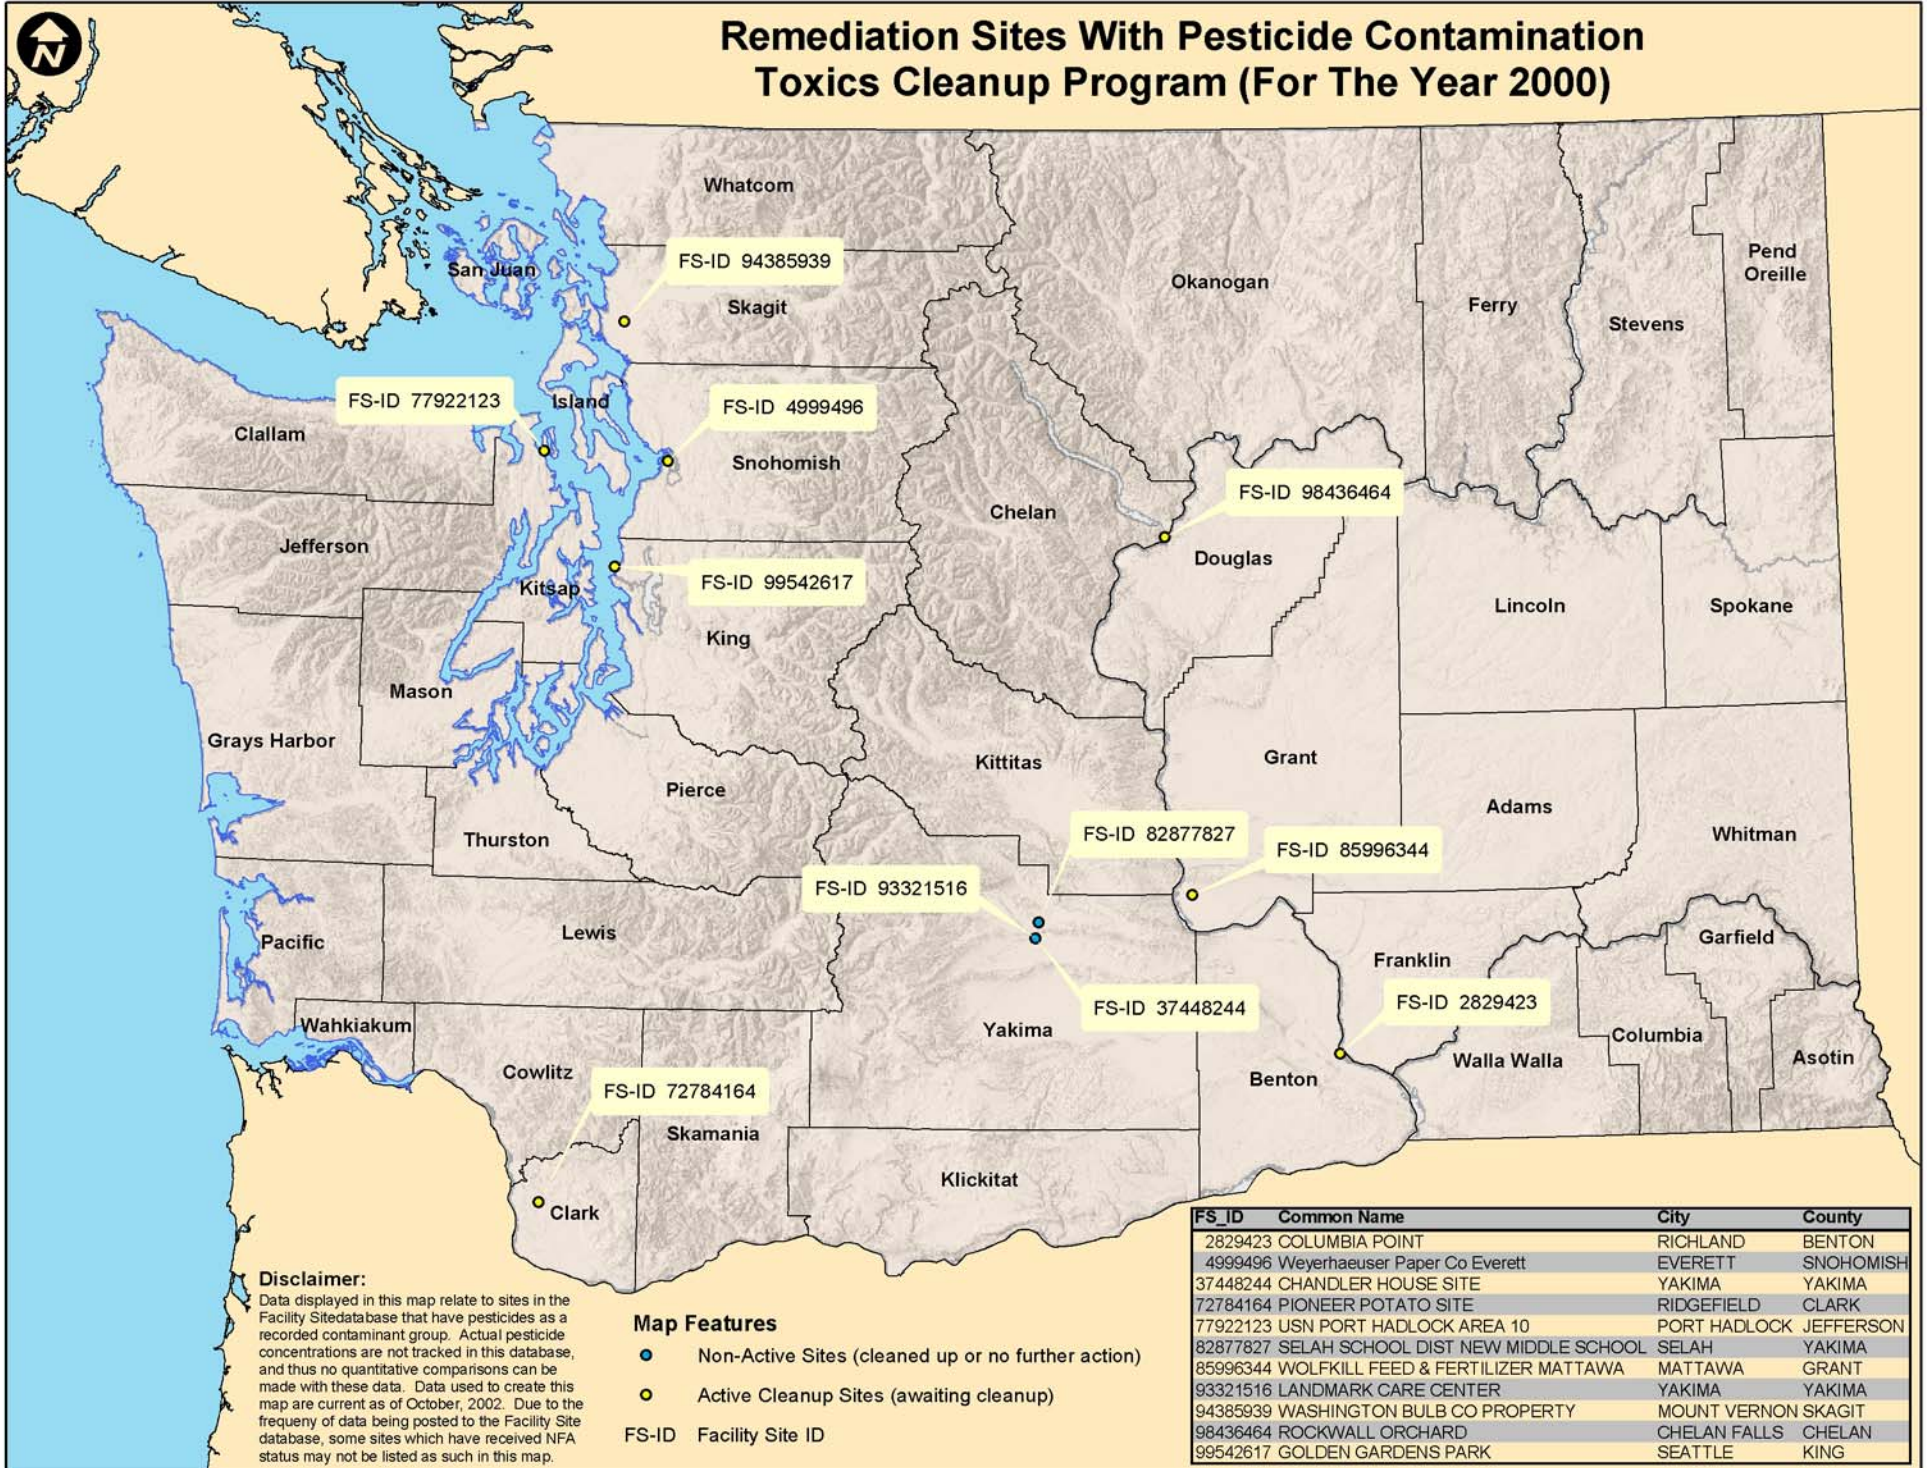 N
Remediation Sites With Pesticide Contamination
Toxics Cleanup Program (For The Year 2000)
Whatcom
FS-ID 94385939
San Juan
Skagit
Okanogan
Ferry
Stevens
Pend
Oreille
FS-ID 77922123
Island
FS-ID 4999496
Clallam
Snohomish
FS-ID 98436464
Chelan
Jefferson
Douglas
Kitsap
FS-ID 99542617
Lincoln
Spokane
King
Mason
Grays Harbor
Kittitas
Grant
Pierce
Adams
Thurston
FS-ID 82877827
Whitman
FS-ID 85996344
FS-ID 93321516
Lewis
Pacific
Garfield
Franklin
FS-ID 37448244
FS-ID 2829423
Wahkiakum
Yakima
Columbia
Cowlitz
Walla Walla
Asotin
Benton
FS-ID 72784164
Skamania
Klickitat
Clark
FS_ID Common Name City County
2829423 COLUMBIA POINT RICHLAND BENTON
4999496 Weyerhaeuser Paper Co Everett EVERETT SNOHOMISH
37448244 CHANDLER HOUSE SITE YAKIMA YAKIMA
72784164 PIONEER POTATO SITE RIDGEFIELD CLARK
77922123 USN PORT HADLOCK AREA 10 PORT HADLOCK JEFFERSON
82877827 SELAH SCHOOL DIST NEW MIDDLE SCHOOL SELAH YAKIMA
85996344 WOLFKILL FEED & FERTILIZER MATTAWA MATTAWA GRANT
93321516 LANDMARK CARE CENTER YAKIMA YAKIMA
94385939 WASHINGTON BULB CO PROPERTY MOUNT VERNON SKAGIT
98436464 ROCKWALL ORCHARD CHELAN FALLS CHELAN
99542617 GOLDEN GARDENS PARK SEATTLE KING
Disclaimer:
Data displayed in this map relate to sites in the
Facility Sitedatabase that have pesticides as a
recorded contaminant group. Actual pesticide
concentrations are not tracked in this database,
and thus no quantitative comparisons can be
made with these data. Data used to create this
map are current as of October, 2002. Due to the
frequeny of data being posted to the Facility Site
database, some sites which have received NFA
status may not be listed as such in this map.
Map Features
Non-Active Sites (cleaned up or no further action)
Active Cleanup Sites (awaiting cleanup)
FS-ID Facility Site ID